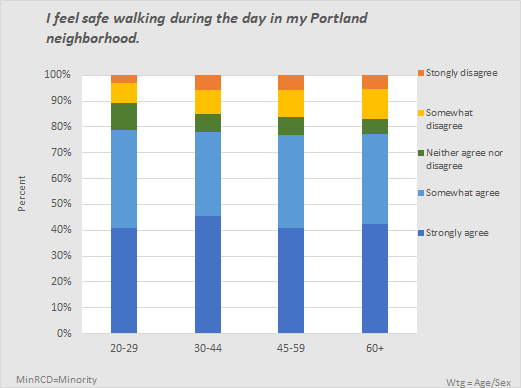 I feel safe walking during the day in my Portland
neighborhood.
100%
90%
80%
70%
60%
50%
40%
30%
20%
10%
0%
Percent
20-29
30-44
45-59
60+
Stongly disagree
Somewhat
disagree
Neither agree nor
disagree
Somewhat agree
Strongly agree
MinRCD=Minority
Wtg = Age/Sex